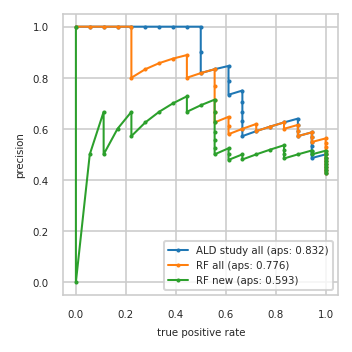 1.0
0.8
0.6
0.4
0.2
0.0
precision
ALD study all (aps: 0.832)
RF all (aps: 0.776)
RF new (aps: 0.593)
0.0 0.2 0.4 0.6 0.8 1.0
true positive rate